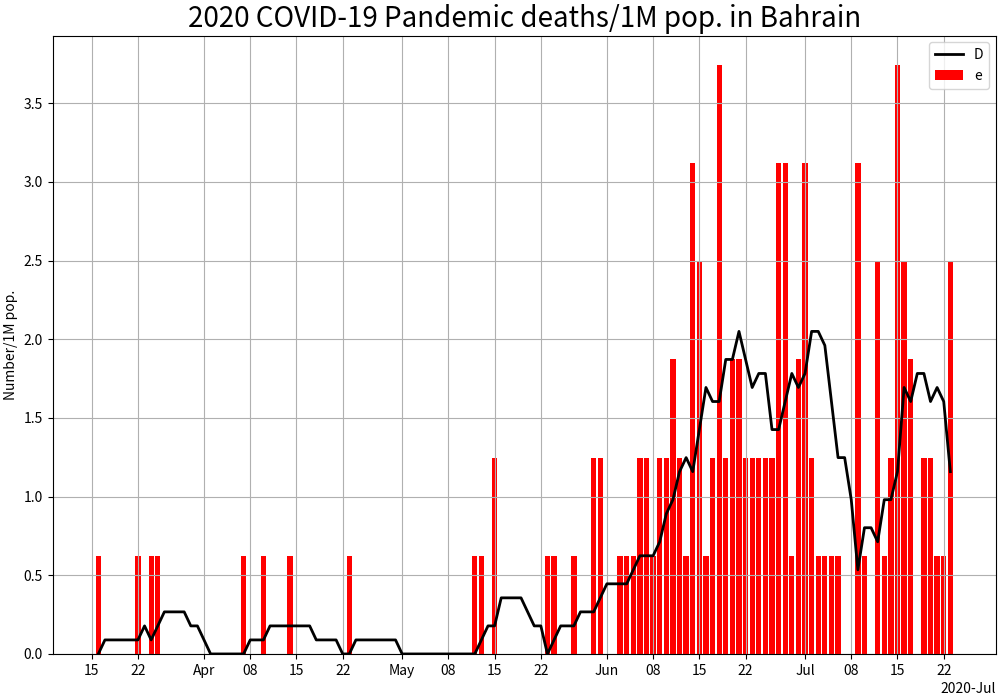 2020 COVID-19 Pandemic deaths/1M pop. in Bahrain
D
e
Number/1M pop.
3.5
3.0
2.5
2.0
1.5
1.0
0.5
0.0
15 22 Apr 08 15 22 May 08 15 22 Jun 08 15 22 Jul 08 15 22
2020-Jul